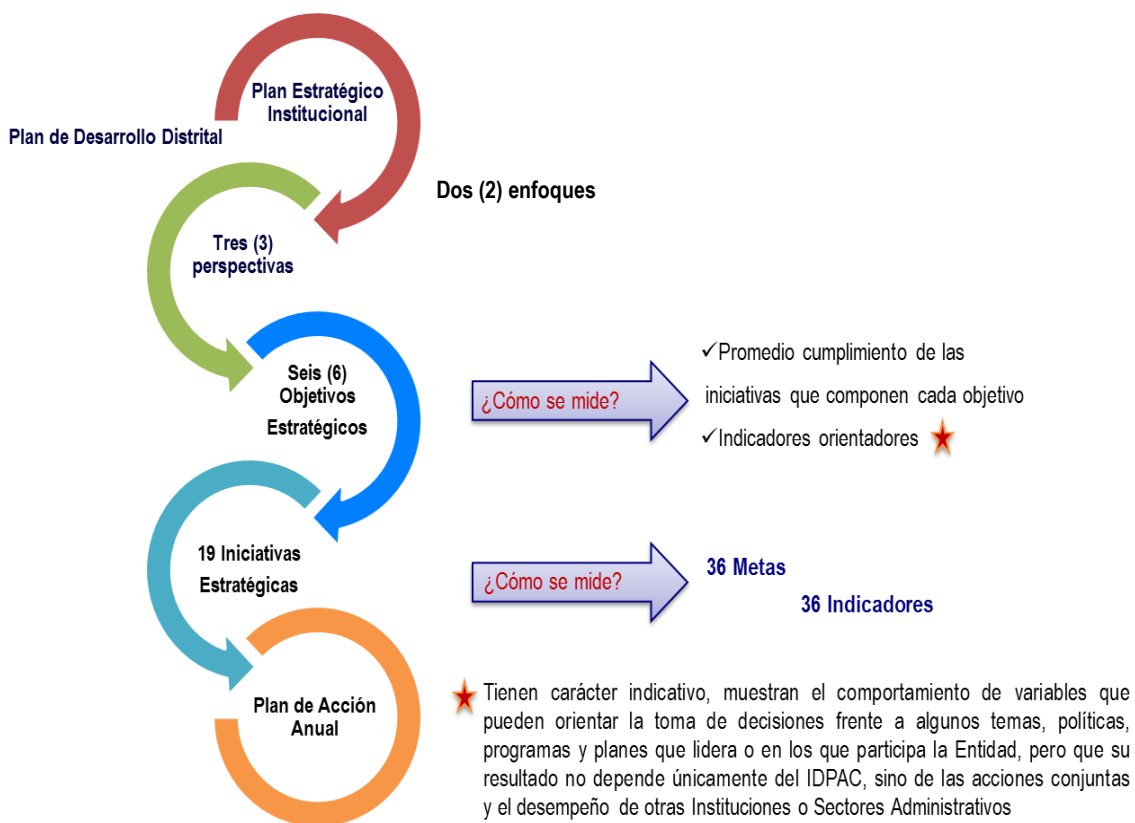 Plan Estratégico
Institucional
Plan de Desarrollo Distrital
Dos (2) enfoques
Tres (3)
perspectivas
Seis (6)
Objetivos
Estratégicos
¿Cómo se mide?
✓Promedio cumplimiento de las
iniciativas que componen cada objetivo
✓Indicadores orientadores
19 Iniciativas
Estratégicas
¿Cómo se mide?
36 Metas
36 Indicadores
Plan de Acción
Anual
Tienen carácter indicativo, muestran el comportamiento de variables que
pueden orientar la toma de decisiones frente a algunos temas, políticas,
programas y planes que lidera o en los que participa la Entidad, pero que su
resultado no depende únicamente del IDPAC, sino de las acciones conjuntas
y el desempeño de otras Instituciones o Sectores Administrativos